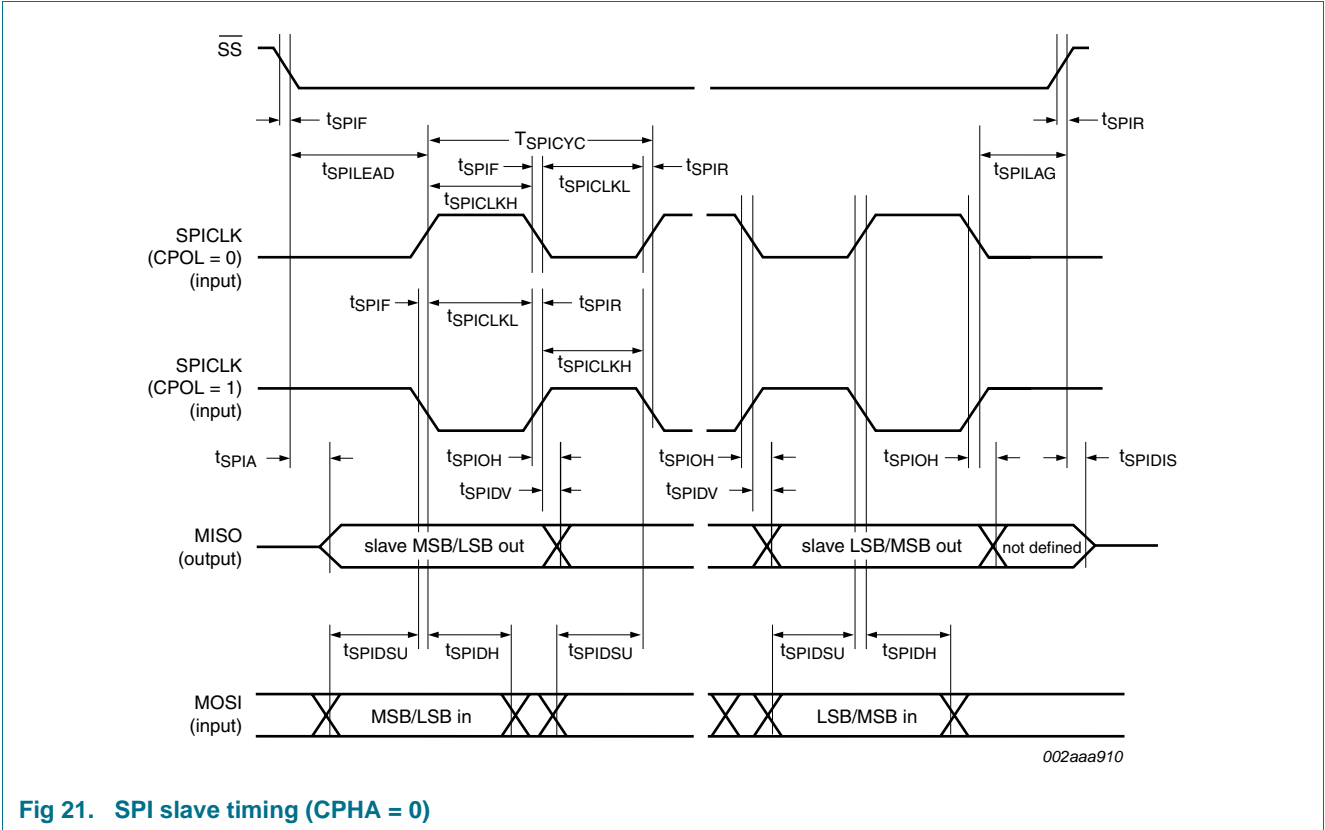 SS
tSPIF
tSPIR
TSPICYC
tSPIF
tSPIR
tSPILEAD
tSPICLKL
tSPILAG
tSPICLKH
SPICLK
(CPOL = 0)
(input)
tSPIF
tSPICLKL
tSPIR
SPICLK
(CPOL = 1)
(input)
tSPICLKH
tSPIA
tSPIOH
tSPIOH
tSPIOH
tSPIDIS
tSPIDV
tSPIDV
MISO
(output)
slave MSB/LSB out
slave LSB/MSB out
not defined
tSPIDSU
tSPIDH
tSPIDSU
tSPIDSU
tSPIDH
MOSI
(input)
MSB/LSB in
LSB/MSB in
002aaa910
Fig 21. SPI slave timing (CPHA = 0)